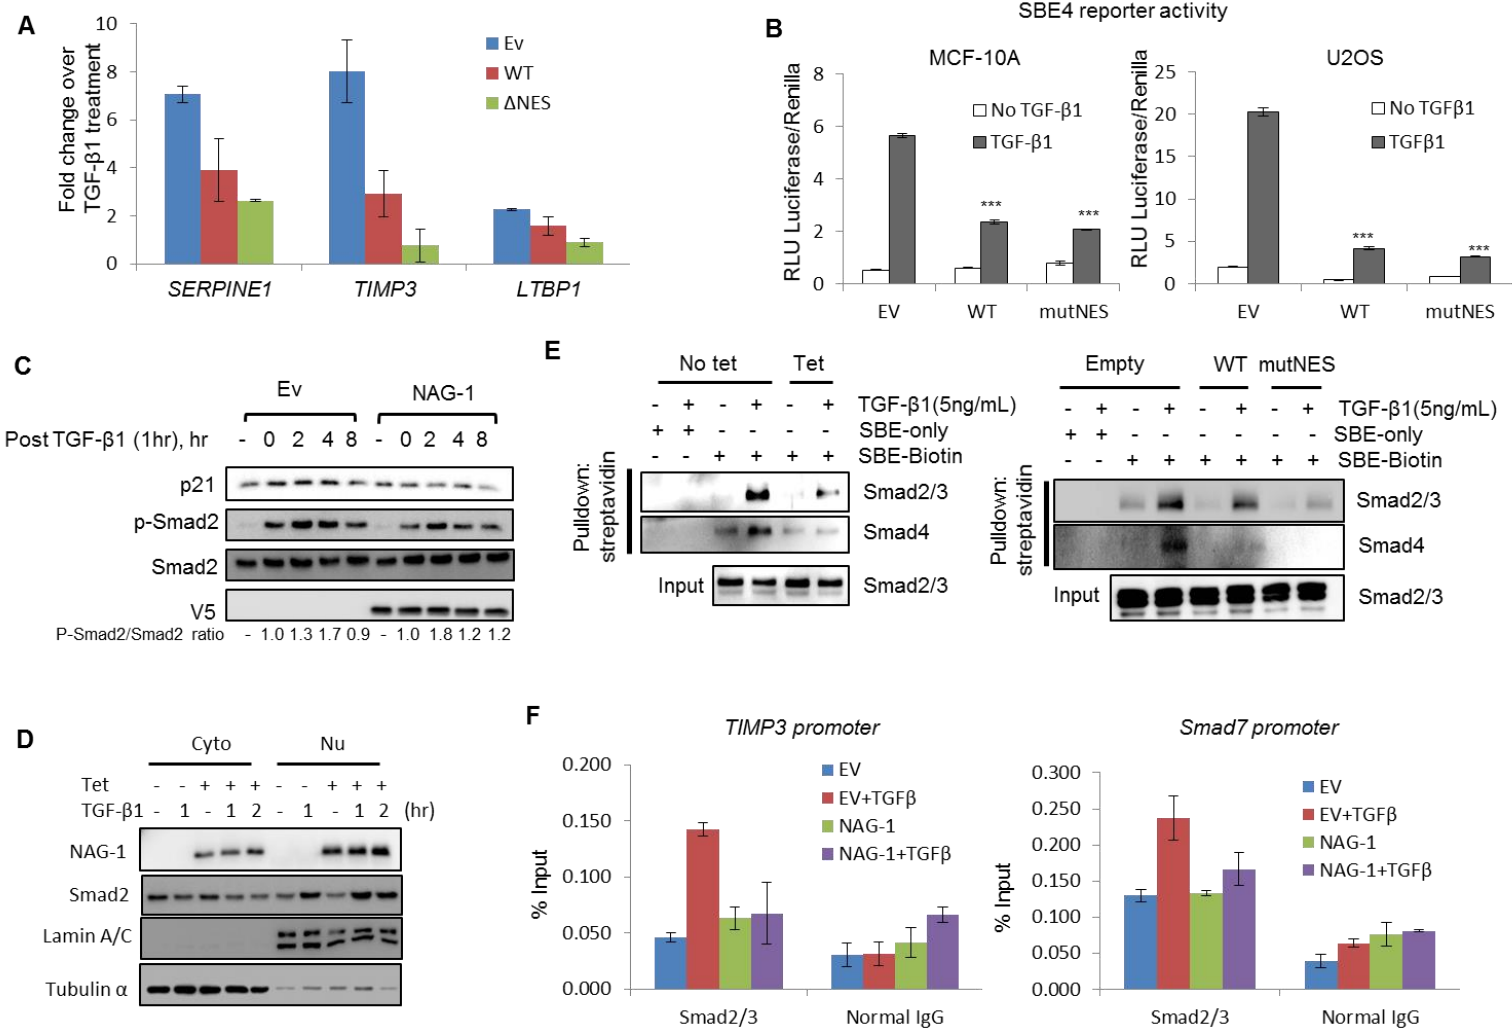 A
Fold change over
TGF-β1 treatment
10
8
6
4
2
0
Ev
WT
ΔNES
SERPINE1 TIMP3 LTBP1
SBE4 reporter activity
B
MCF-10A
RLU Luciferase/Renilla
8
6
4
2
0
No TGF-β1
TGF-β1
***
***
EV WT mutNES
U2OS
RLU Luciferase/Renilla
25
20
15
10
5
0
No TGFβ1
TGFβ1
***
***
EV WT mutNES
C
Ev NAG-1
Post TGF-β1 (1hr), hr - 0 2 4 8 - 0 2 4 8
p21
p-Smad2
Smad2
V5
P-Smad2/Smad2 ratio - 1.0 1.3 1.7 0.9 - 1.0 1.8 1.2 1.2
E
No tet Tet
- + - + - + TGF-β1(5ng/mL)
+ + - - - - SBE-only
- - + + + + SBE-Biotin
Pulldown:
streptavidin
Smad2/3
Smad4
Input Smad2/3
Empty WT mutNES
- + - + - + - + TGF-β1(5ng/mL)
+ + - - - - - - SBE-only
- - + + + + + + SBE-Biotin
Pulldown:
streptavidin
Smad2/3
Smad4
Input Smad2/3
D
Cyto Nu
Tet - - + + + - - + + +
TGF-β1 - 1 - 1 2 - 1 - 1 2 (hr)
NAG-1
Smad2
Lamin A/C
Tubulin α
F
TIMP3 promoter
% Input
0.200
0.150
0.100
0.050
0.000
EV
EV+TGFβ
NAG-1
NAG-1+TGFβ
Smad2/3 Normal IgG
Smad7 promoter
% Input
0.300
0.250
0.200
0.150
0.100
0.050
0.000
EV
EV+TGFβ
NAG-1
NAG-1+TGFβ
Smad2/3 Normal IgG